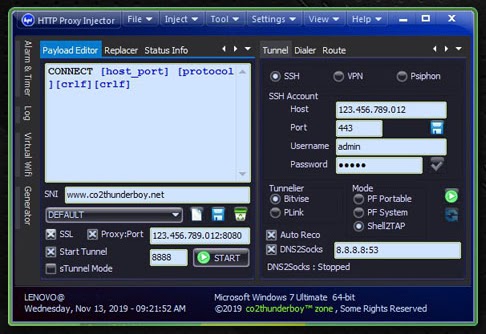 HTTP Proxy Injector File Inject Tool Settings View Help
Payload Editor Replacer Status Info
Tunnel Dialer Route
Alarm & Timer
Log
Virtual Wifi
Generator
CONNECT [host_port] [protocol
][crlf][crlf]
SNI www.co2thunderboy.net
DEFAULT
SSL Proxy:Port 123.456.789.012:8080
Start Tunnel 8888 START
sTunnel Mode
SSH VPN Psiphon
SSH Account
Host 123.456.789.012
Port 443
Username admin
Password •••••
Tunnelier Mode
Bitvise PF Portable
PLink PF System
Shell2TAP
Auto Reco
DNS2Socks 8.8.8.8:53
DNS2Socks : Stopped
LENOVO@ Microsoft Windows 7 Ultimate 64-bit
Wednesday, Nov 13, 2019 - 09:21:52 AM ©2019 co2thunderboy™ zone , Some Rights Reserved